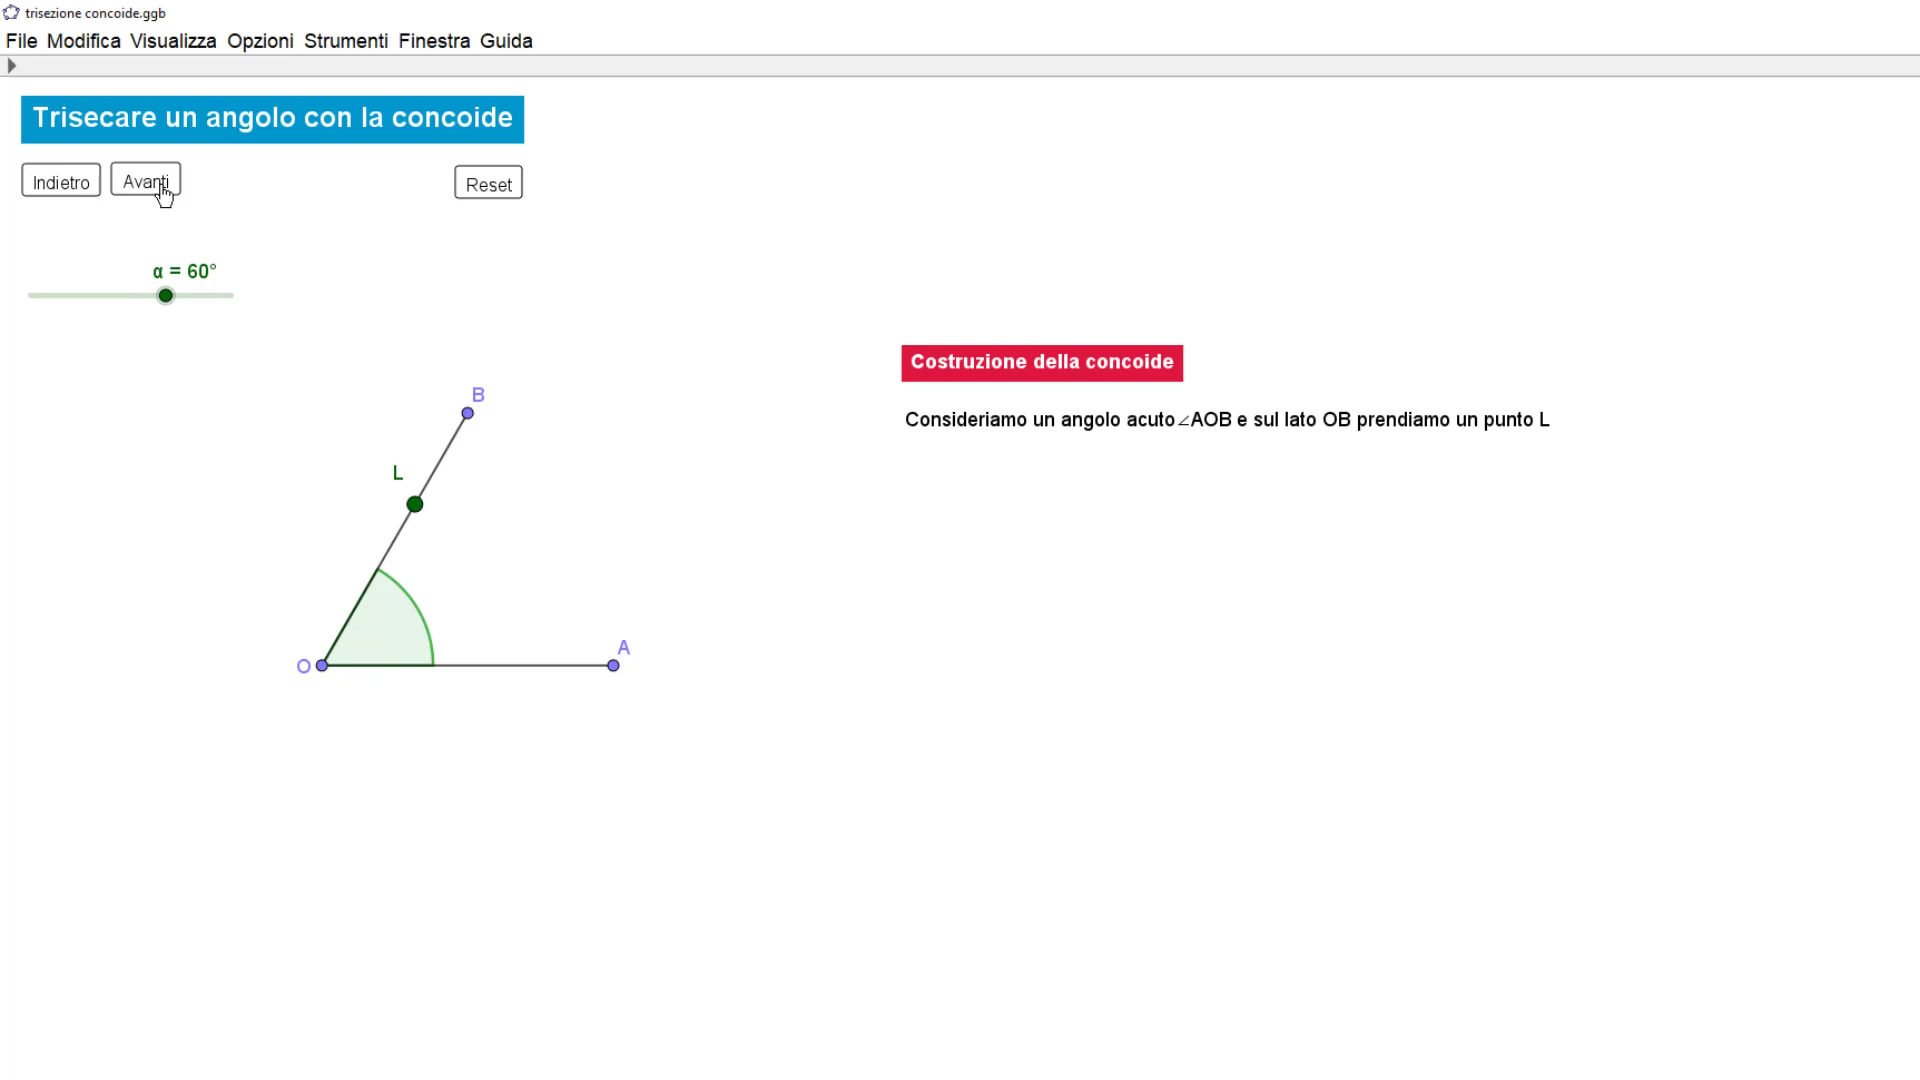 trisezione concoide.ggb
File Modifica Visualizza Opzioni Strumenti Finestra Guida
Trisecare un angolo con la concoide
Indietro Avanti Reset
α = 60°
Costruzione della concoide
Consideriamo un angolo acuto∠AOB e sul lato OB prendiamo un punto L
B
L
O
A